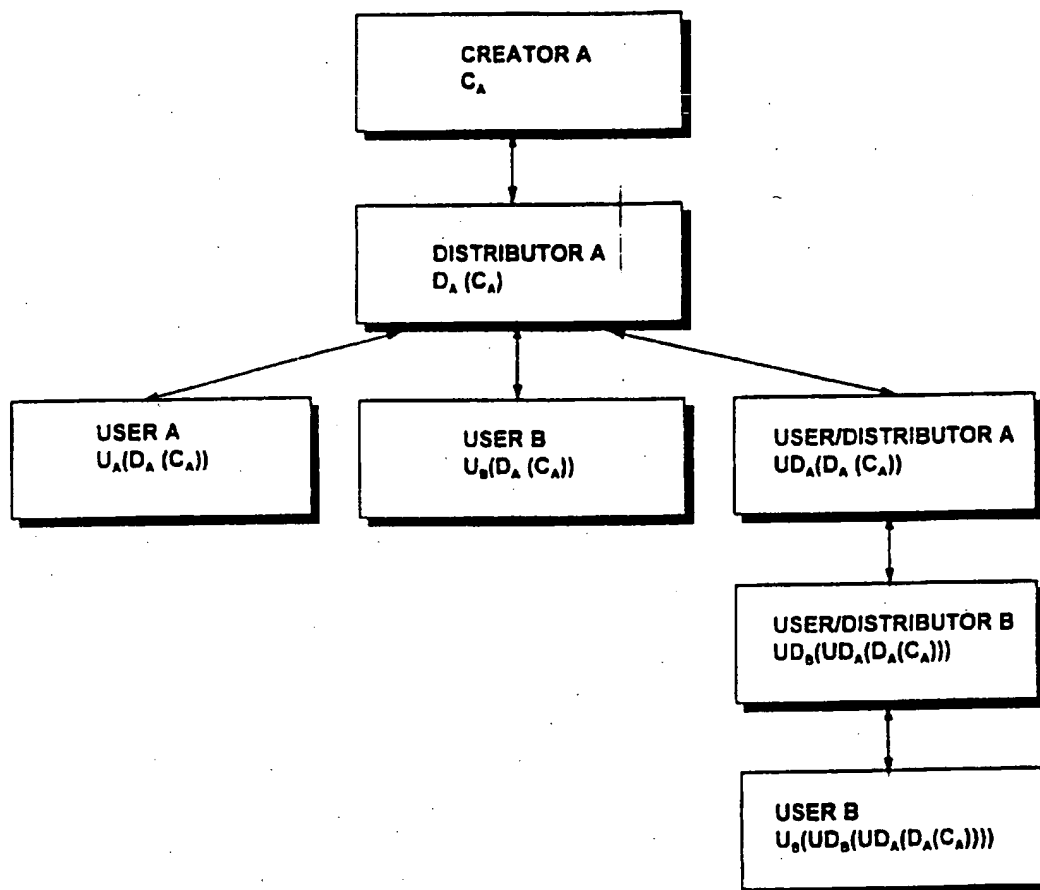 CREATOR A
C_A
DISTRIBUTOR A
D_A (C_A)
USER A
U_A(D_A (C_A))
USER B
U_B(D_A (C_A))
USER/DISTRIBUTOR A
UD_A(D_A (C_A))
USER/DISTRIBUTOR B
UD_B(UD_A(D_A(C_A)))
USER B
U_B(UD_B(UD_A(D_A(C_A))))